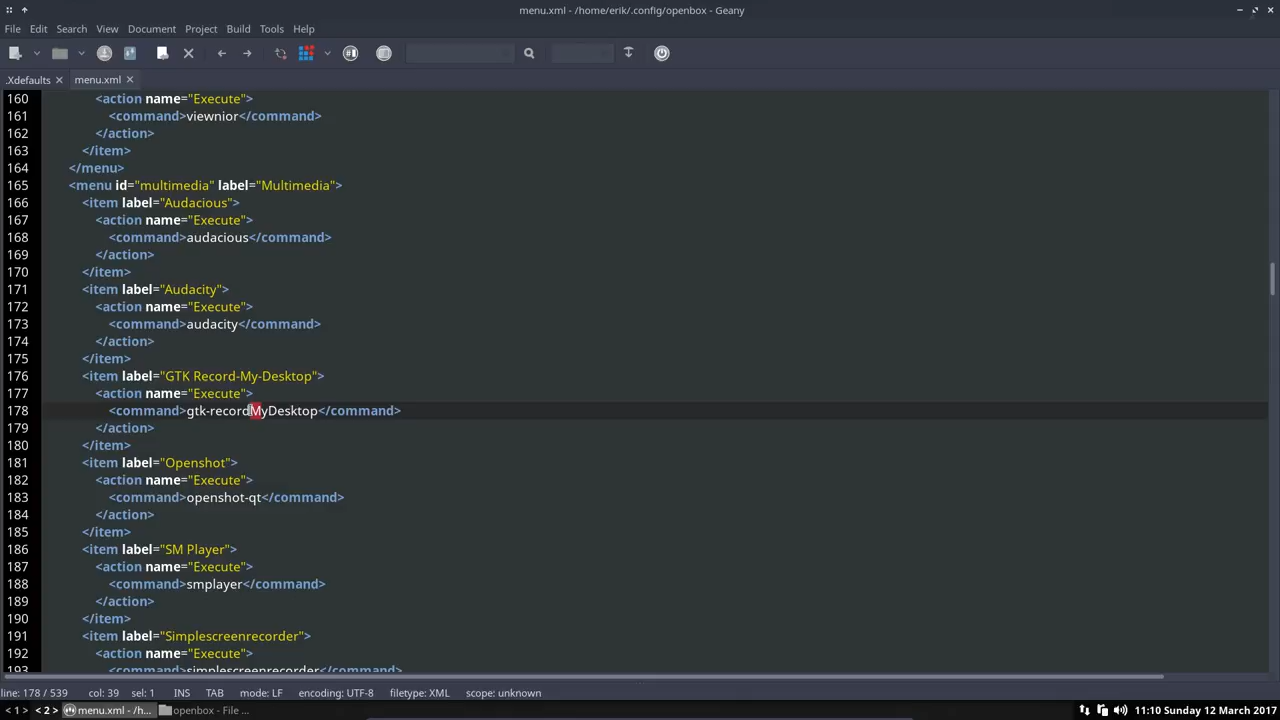 menu.xml - /home/erik/.config/openbox - Geany
File Edit Search View Document Project Build Tools Help
.Xdefaults menu.xml
160 <action name="Execute">
161 <command>viewnior</command>
162 </action>
163 </item>
164 </menu>
165 <menu id="multimedia" label="Multimedia">
166 <item label="Audacious">
167 <action name="Execute">
168 <command>audacious</command>
169 </action>
170 </item>
171 <item label="Audacity">
172 <action name="Execute">
173 <command>audacity</command>
174 </action>
175 </item>
176 <item label="GTK Record-My-Desktop">
177 <action name="Execute">
178 <command>gtk-recordMyDesktop</command>
179 </action>
180 </item>
181 <item label="Openshot">
182 <action name="Execute">
183 <command>openshot-qt</command>
184 </action>
185 </item>
186 <item label="SM Player">
187 <action name="Execute">
188 <command>smplayer</command>
189 </action>
190 </item>
191 <item label="Simplescreenrecorder">
192 <action name="Execute">
193 <command>simplescreenrecorder</command>
line: 178 / 539 col: 39 sel: 1 INS TAB mode: LF encoding: UTF-8 filetype: XML scope: unknown
< 1 > < 2 > menu.xml - /h... openbox - File ... 11:10 Sunday 12 March 2017